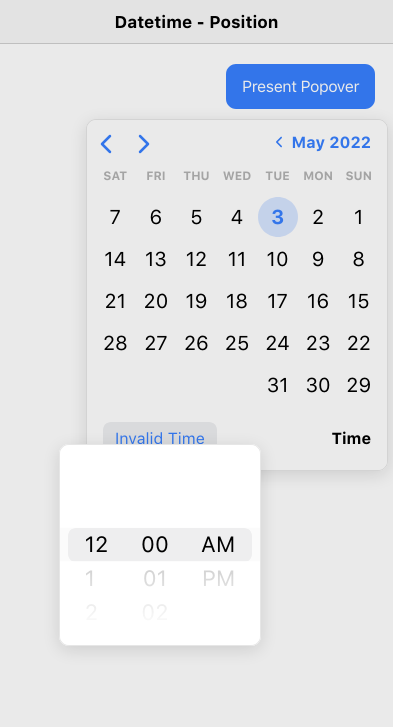 Datetime - Position
Present Popover
May 2022
SAT FRI THU WED TUE MON SUN
7 6 5 4 3 2 1
14 13 12 11 10 9 8
21 20 19 18 17 16 15
28 27 26 25 24 23 22
31 30 29
Invalid Time Time
12 00 AM
1 01 PM
2 02